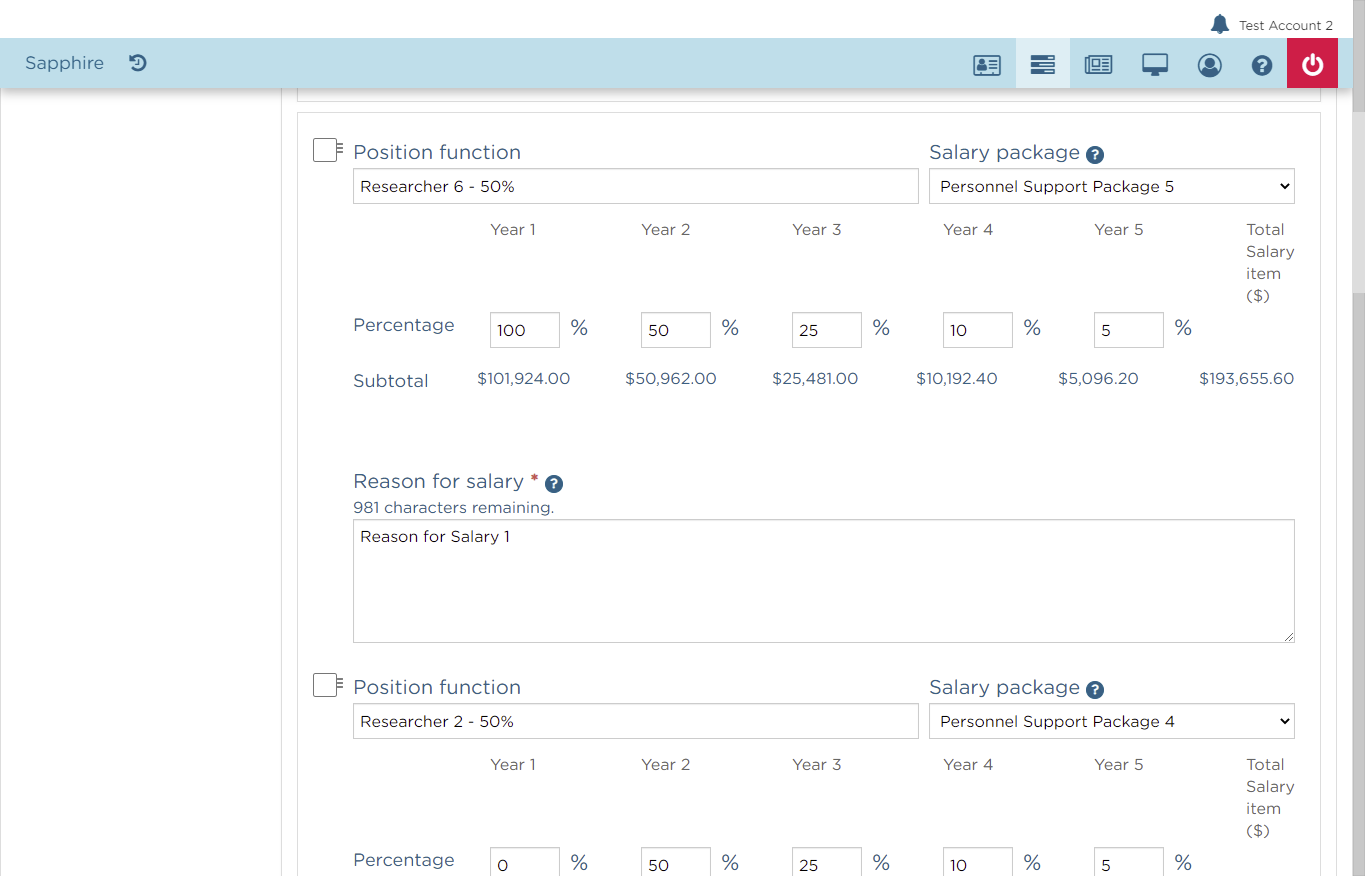 Test Account 2
Sapphire
Position function Salary package ?
Researcher 6 - 50% Personnel Support Package 5
Year 1 Year 2 Year 3 Year 4 Year 5 Total
Salary
item
($)
Percentage 100 % 50 % 25 % 10 % 5 %
Subtotal $101,924.00 $50,962.00 $25,481.00 $10,192.40 $5,096.20 $193,655.60
Reason for salary * ?
981 characters remaining.
Reason for Salary 1
Position function Salary package ?
Researcher 2 - 50% Personnel Support Package 4
Year 1 Year 2 Year 3 Year 4 Year 5 Total
Salary
item
($)
Percentage 0 % 50 % 25 % 10 % 5 %